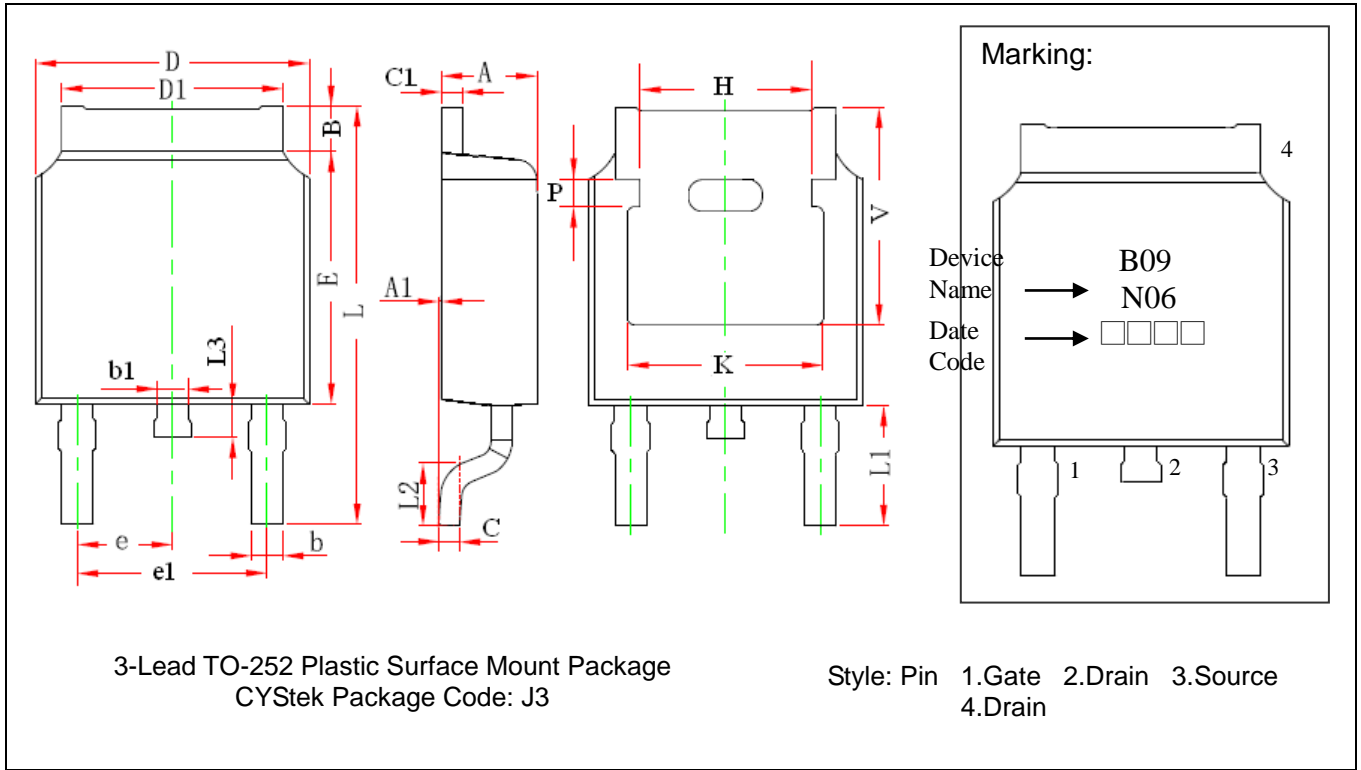 D
D1
B
E
L
L3
b1
e
e1
b
C1
A
A1
L2
C
H
P
V
K
L1
Marking:
4
Device
Name
B09
N06
Date
Code
□□□□
1
2
3
3-Lead TO-252 Plastic Surface Mount Package
CYStek Package Code: J3
Style: Pin 1.Gate 2.Drain 3.Source
4.Drain